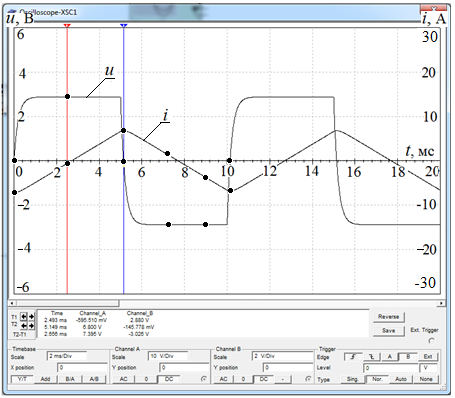 Oscilloscope-XSC1
u, В
i, А
6
30
4
20
u
i
2
10
t, мс
0
2
4
6
8
10
12
14
16
18
20
-2
-10
-4
-20
-6
-30
Time Channel_A Channel_B
T1 2.493 ms -595.510 mV 2.880 V
T2 5.149 ms 6.800 V -145.778 mV
T2-T1 2.656 ms 7.395 V -3.026 V
Reverse
Save
Ext. Trigger
Timebase
Scale 2 ms/Div
X position 0
Y/T Add B/A A/B
Channel A
Scale 10 V/Div
Y position 0
AC 0 DC
Channel B
Scale 2 V/Div
Y position 0
AC 0 DC -
Trigger
Edge A B Ext
Level 0 V
Type Sing. Nor. Auto None